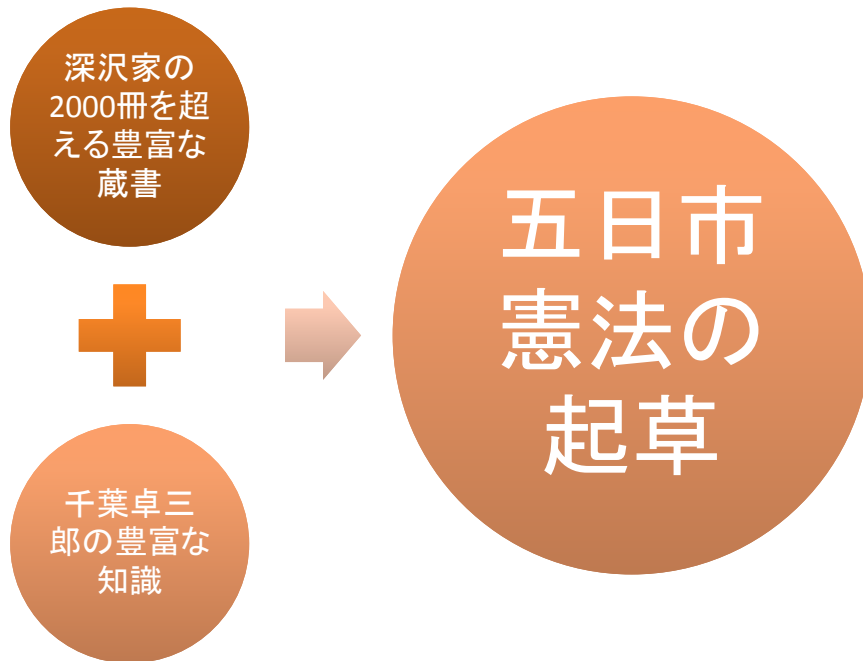 深沢家の
2000冊を超
える豊富な
蔵書
千葉卓三
郎の豊富な
知識
五日市
憲法の
起草